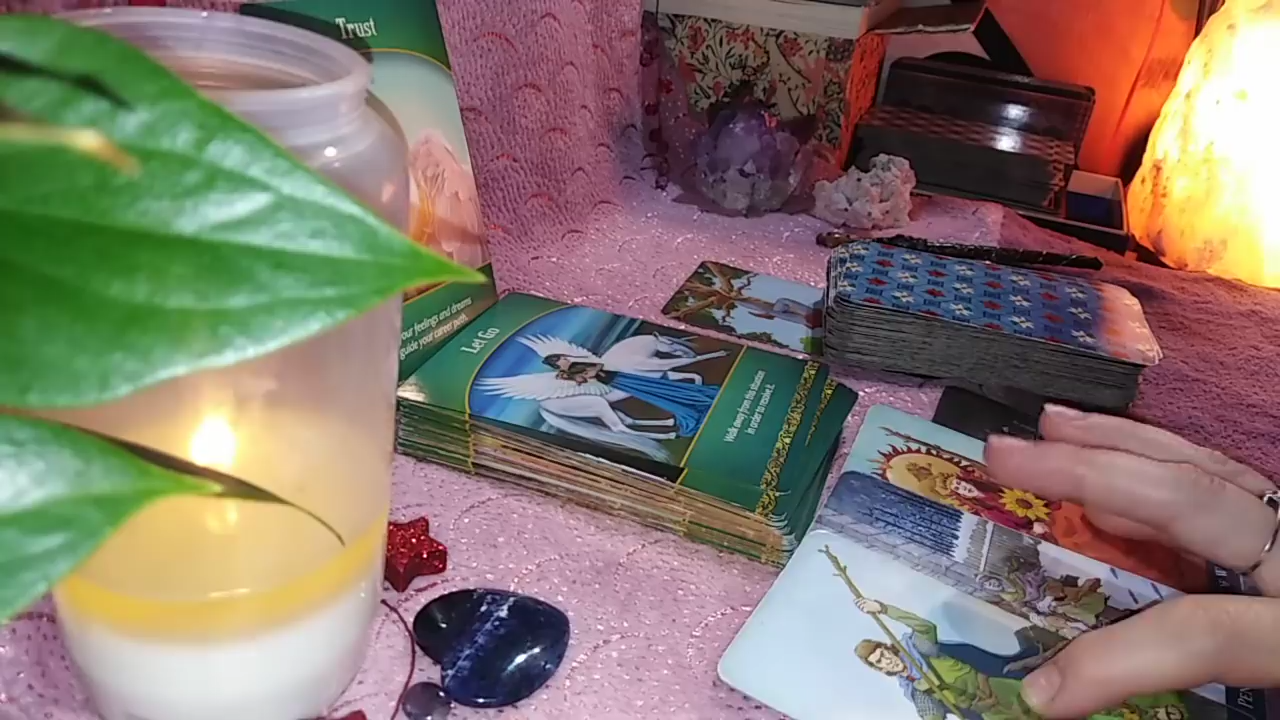 Trust
your feelings and dreams
guide your career path.
Let Go
Walk away from this situation
in order to resolve it.